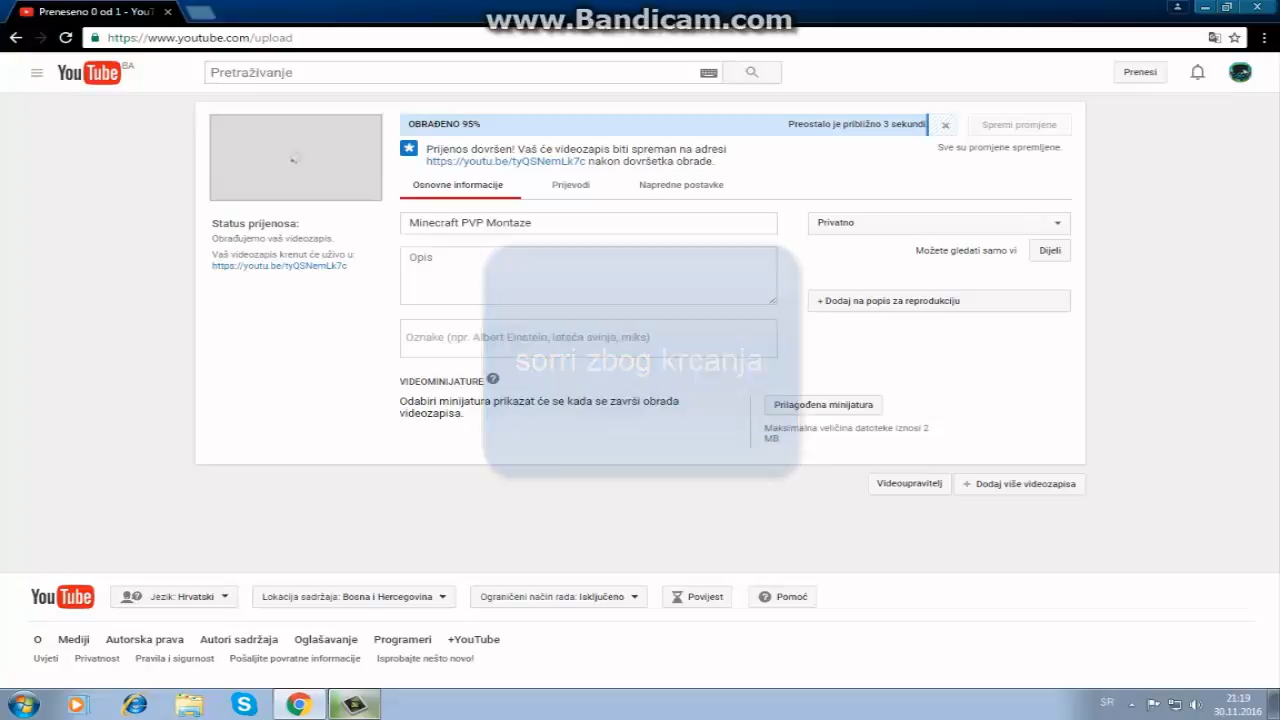 Preneseno 0 od 1 - YouT
www.Bandicam.com
https://www.youtube.com/upload
YouTube BA
Pretraživanje
Prenesi
OBRAĐENO 95%
Preostalo je približno 3 sekundi
Spremi promjene
Prijenos dovršen! Vaš će videozapis biti spreman na adresi
https://youtu.be/tyQSNemLk7c nakon dovršetka obrade.
Sve su promjene spremljene.
Osnovne informacije
Prijevodi
Napredne postavke
Status prijenosa:
Obrađujemo vaš videozapis.
Vaš videozapis krenut će uživo u:
https://youtu.be/tyQSNemLk7c
Minecraft PVP Montaze
Privatno
Možete gledati samo vi
Dijeli
Opis
+ Dodaj na popis za reprodukciju
Oznake (npr. Albert Einstein, leteća svinja, miks)
sorri zbog krcanja
VIDEOMINIJATURE
Odabiri minijatura prikazat će se kada se završi obrada
videozapisa.
Prilagođena minijatura
Maksimalna veličina datoteke iznosi 2
MB.
Videoupravitelj
+ Dodaj više videozapisa
YouTube
Jezik: Hrvatski
Lokacija sadržaja: Bosna i Hercegovina
Ograničeni način rada: Isključeno
Povijest
Pomoć
O Mediji Autorska prava Autori sadržaja Oglašavanje Programeri +YouTube
Uvjeti Privatnost Pravila i sigurnost Pošaljite povratne informacije Isprobajte nešto novo!
SR
21:19
30.11.2016